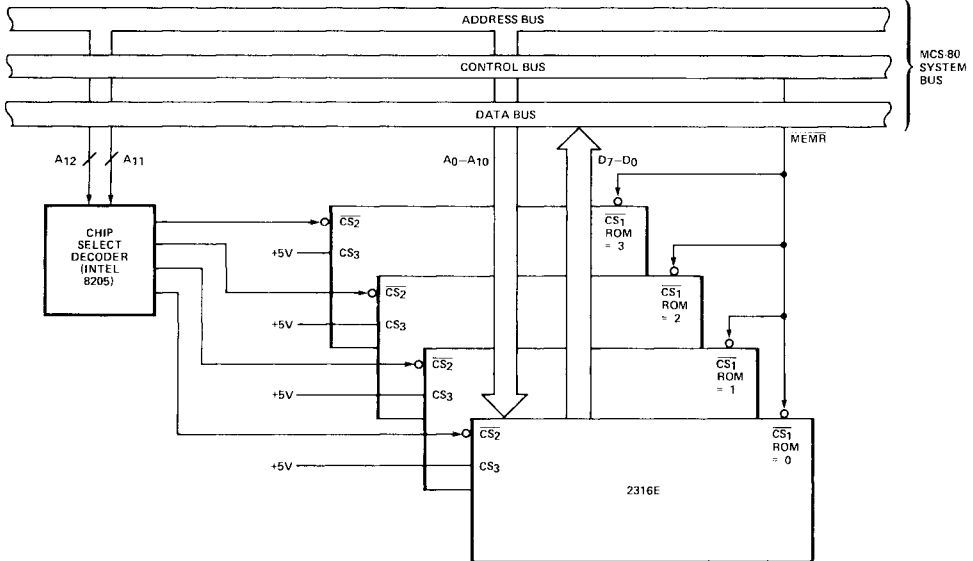 ADDRESS BUS
CONTROL BUS
DATA BUS
MCS-80
SYSTEM
BUS
A12
A11
A0–A10
D7–D0
MEMR
CHIP
SELECT
DECODER
(INTEL
8205)
CS2
+5V
CS3
CS1
ROM
= 3
CS2
+5V
CS3
CS1
ROM
= 2
CS2
+5V
CS3
CS1
ROM
= 1
CS2
+5V
CS3
CS1
ROM
= 0
2316E